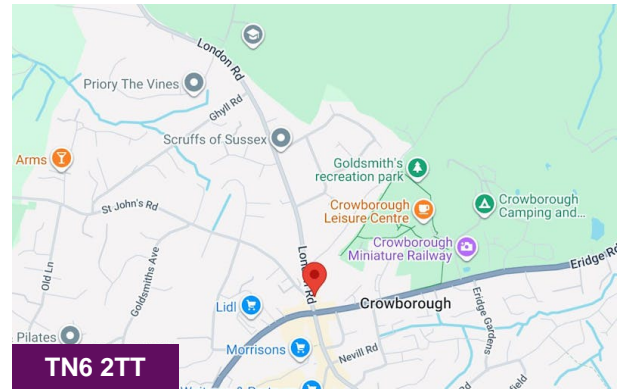 London Rd
Priory The Vines
Ghyll Rd
Scruffs of Sussex
Arms
Goldsmith's
recreation park
Crowborough
Leisure Centre
Crowborough
Camping and...
St John's Rd
Crowborough
Miniature Railway
Old Ln
Goldsmiths Ave
London Rd
Eridge Rd
Lidl
Crowborough
Eridge Gardens
Pilates
Morrisons
Nevill Rd
TN6 2TT